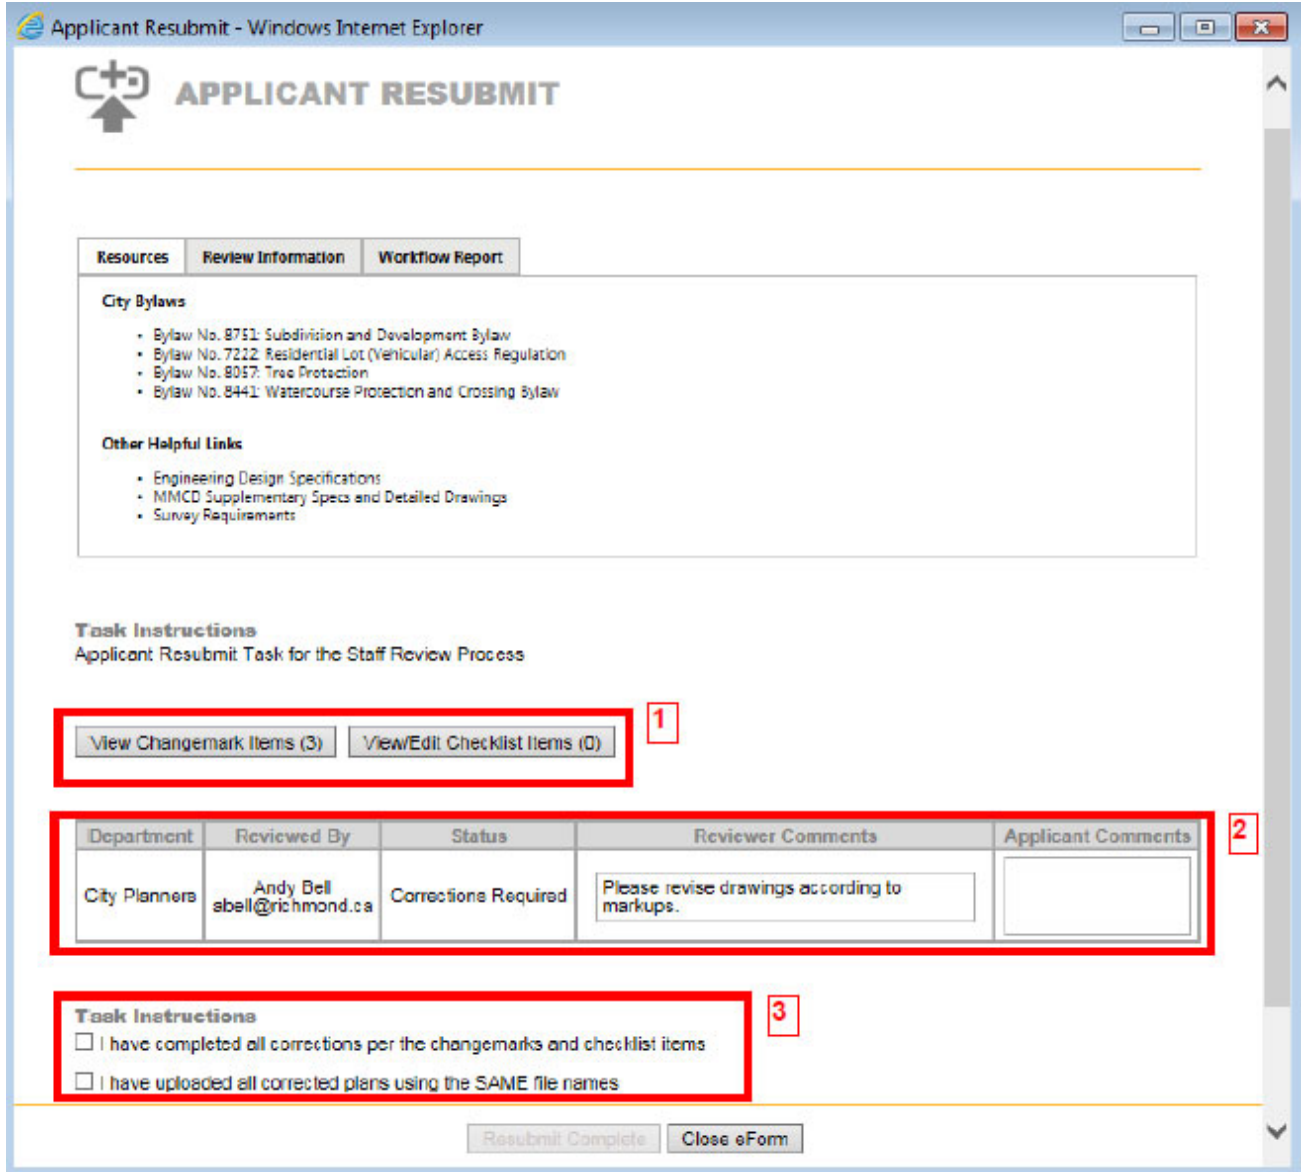 Applicant Resubmit - Windows Internet Explorer
APPLICANT RESUBMIT
Resources Review Information Workflow Report
City Bylaws
• Bylaw No. 8751: Subdivision and Development Bylaw
• Bylaw No. 7222: Residential Lot (Vehicular) Access Regulation
• Bylaw No. 8057: Tree Protection
• Bylaw No. 8441: Watercourse Protection and Crossing Bylaw
Other Helpful Links
• Engineering Design Specifications
• MMCD Supplementary Specs and Detailed Drawings
• Survey Requirements
Task Instructions
Applicant Resubmit Task for the Staff Review Process
1
View Changemark Items (3) View/Edit Checklist Items (0)
2
Department Reviewed By Status Reviewer Comments Applicant Comments
City Planners
Andy Bell
abell@richmond.ca
Corrections Required
Please revise drawings according to
markups.
3
Task Instructions
I have completed all corrections per the changemarks and checklist items
I have uploaded all corrected plans using the SAME file names
Resubmit Complete Close eForm